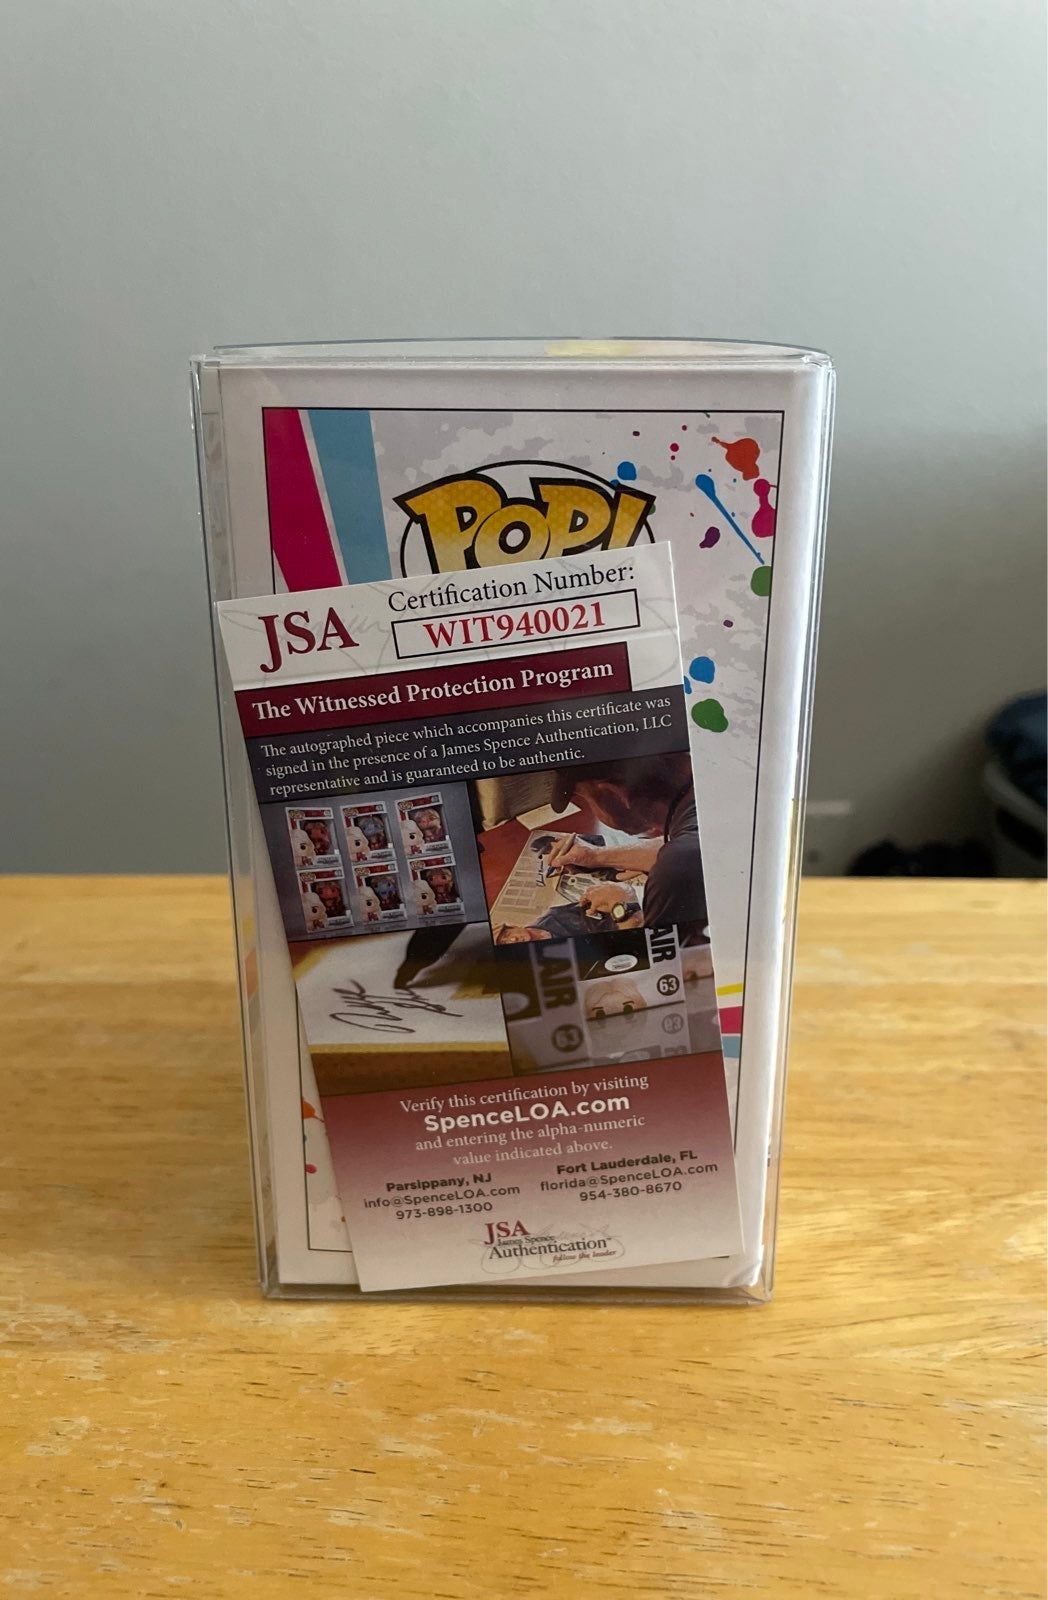 POP!
JSA
Certification Number:
WIT940021
The Witnessed Protection Program
The autographed piece which accompanies this certificate was
signed in the presence of a James Spence Authentication, LLC
representative and is guaranteed to be authentic.
AIR
63
LAIR
63
63
Verify this certification by visiting
SpenceLOA.com
and entering the alpha-numeric
value indicated above.
Parsippany, NJ
info@SpenceLOA.com
973-898-1300
Fort Lauderdale, FL
florida@SpenceLOA.com
954-380-8670
JSA
James Spence
Authentication
follow the leader